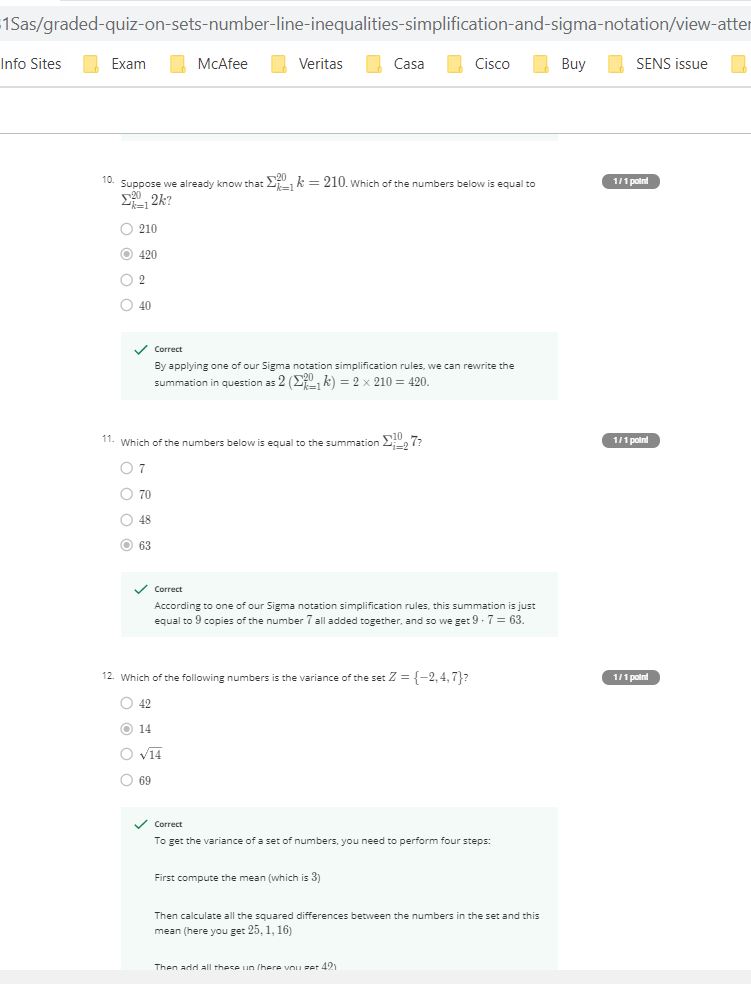 1Sas/graded-quiz-on-sets-number-line-inequalities-simplification-and-sigma-notation/view-atte
Info Sites Exam McAfee Veritas Casa Cisco Buy SENS issue
10. Suppose we already know that Σ_{k=1}^{20} k = 210. Which of the numbers below is equal to 1 / 1 point
Σ_{k=1}^{20} 2k?
210
420
2
40
Correct
By applying one of our Sigma notation simplification rules, we can rewrite the
summation in question as 2 (Σ_{k=1}^{20} k) = 2 × 210 = 420.
11. Which of the numbers below is equal to the summation Σ_{i=2}^{10} 7? 1 / 1 point
7
70
48
63
Correct
According to one of our Sigma notation simplification rules, this summation is just
equal to 9 copies of the number 7 all added together, and so we get 9 · 7 = 63.
12. Which of the following numbers is the variance of the set Z = {−2, 4, 7}? 1 / 1 point
42
14
√14
69
Correct
To get the variance of a set of numbers, you need to perform four steps:
First compute the mean (which is 3)
Then calculate all the squared differences between the numbers in the set and this
mean (here you get 25, 1, 16)
Then add all these up (here you get 42)